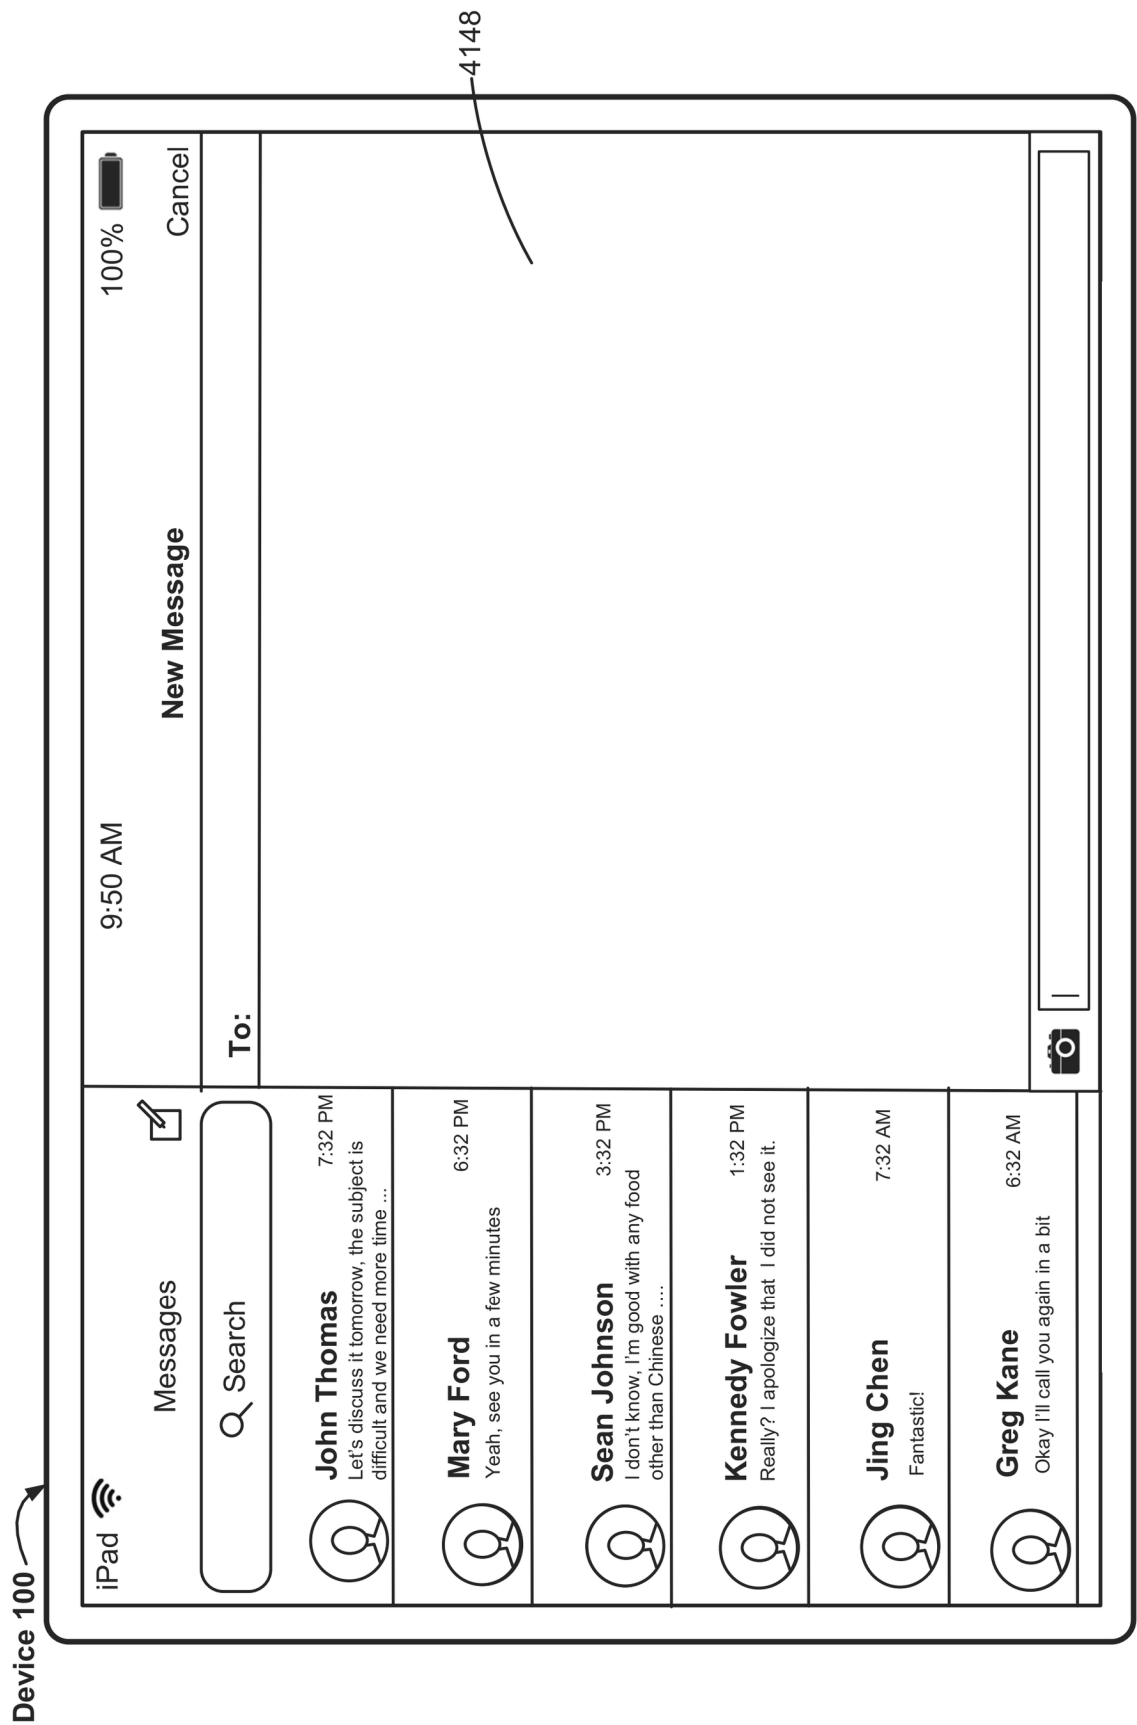 Device 100
iPad
9:50 AM
100%
Messages
New Message
Cancel
Search
To:
4148
John Thomas
7:32 PM
Let's discuss it tomorrow, the subject is
difficult and we need more time ...
Mary Ford
6:32 PM
Yeah, see you in a few minutes
Sean Johnson
3:32 PM
I don't know, I'm good with any food
other than Chinese ....
Kennedy Fowler
1:32 PM
Really? I apologize that I did not see it.
Jing Chen
7:32 AM
Fantastic!
Greg Kane
6:32 AM
Okay I'll call you again in a bit